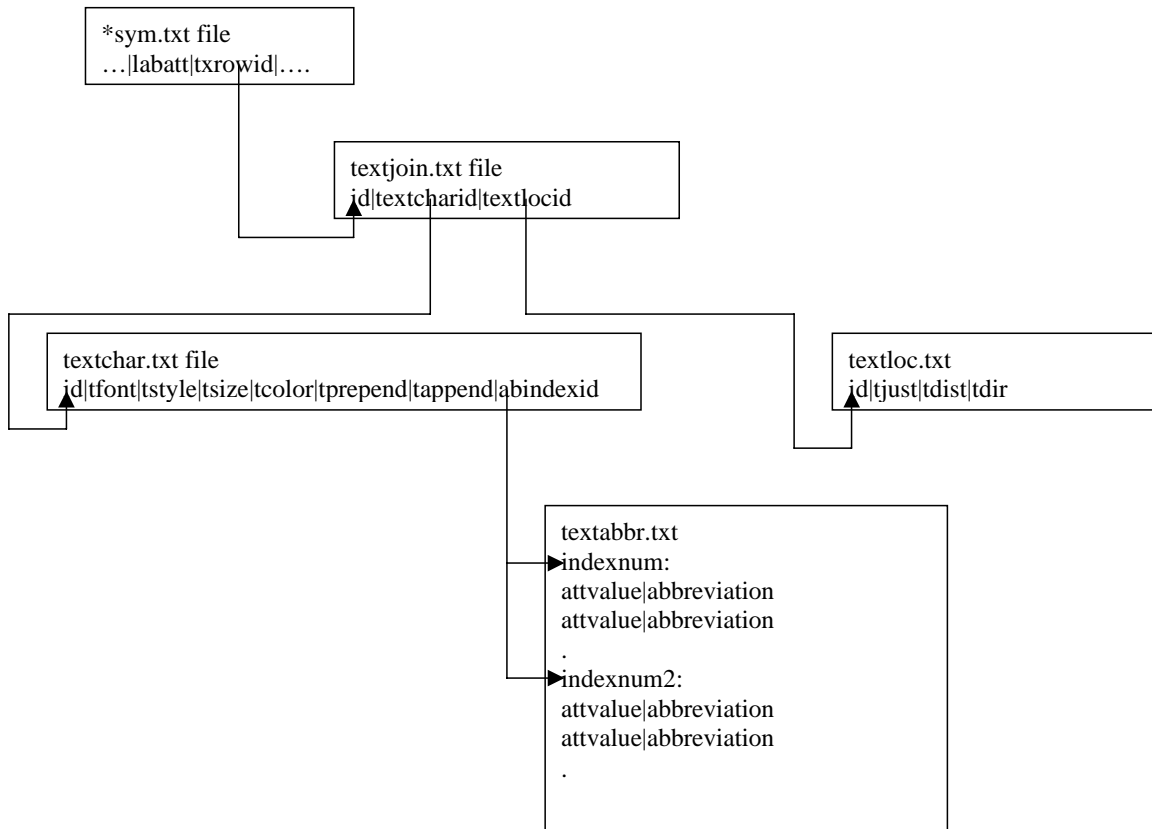 *sym.txt file
…|labatt|txrowid|….
textjoin.txt file
id|textcharid|textlocid
textchar.txt file
id|tfont|tstyle|tsize|tcolor|tprepend|tappend|abindexid
textloc.txt
id|tjust|tdist|tdir
textabbr.txt
indexnum:
attvalue|abbreviation
attvalue|abbreviation
.
indexnum2:
attvalue|abbreviation
attvalue|abbreviation
.